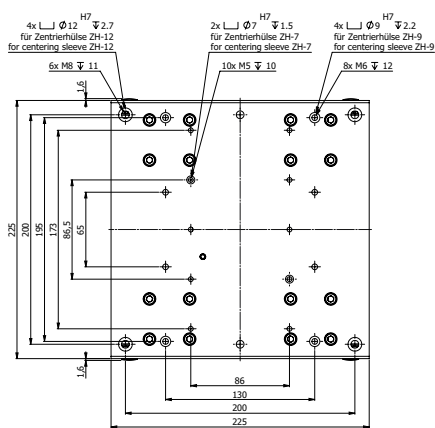 H7
4x ⌴ Ø12 ↧2.7
für Zentrierhülse ZH-12
for centering sleeve ZH-12
6x M8 ↧ 11
H7
2x ⌴ Ø7 ↧1.5
für Zentrierhülse ZH-7
for centering sleeve ZH-7
10x M5 ↧ 10
H7
4x ⌴ Ø9 ↧2.2
für Zentrierhülse ZH-9
for centering sleeve ZH-9
8x M6 ↧ 12
1,6
225
200
195
173
86,5
65
1,6
86
130
200
225